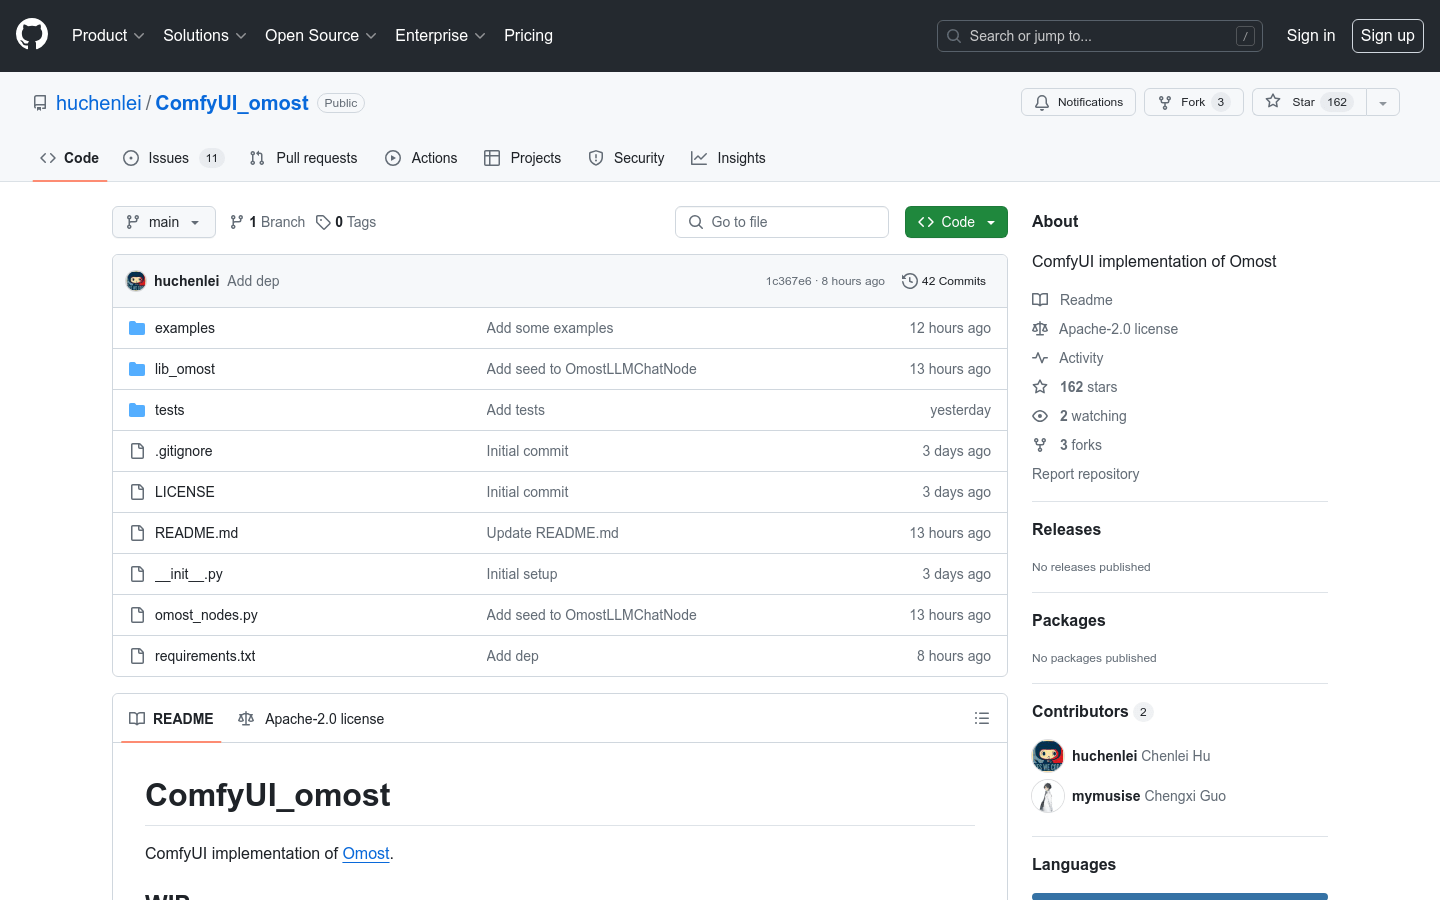 Product Solutions Open Source Enterprise Pricing Search or jump to... / Sign in Sign up
huchenlei / ComfyUI_omost Public Notifications Fork 3 Star 162
Code Issues 11 Pull requests Actions Projects Security Insights
main 1 Branch 0 Tags Go to file Code
huchenlei Add dep 1c367e6 · 8 hours ago 42 Commits
examples Add some examples 12 hours ago
lib_omost Add seed to OmostLLMChatNode 13 hours ago
tests Add tests yesterday
.gitignore Initial commit 3 days ago
LICENSE Initial commit 3 days ago
README.md Update README.md 13 hours ago
__init__.py Initial setup 3 days ago
omost_nodes.py Add seed to OmostLLMChatNode 13 hours ago
requirements.txt Add dep 8 hours ago
README Apache-2.0 license
ComfyUI_omost
ComfyUI implementation of Omost.
WIP
About
ComfyUI implementation of Omost
Readme
Apache-2.0 license
Activity
162 stars
2 watching
3 forks
Report repository
Releases
No releases published
Packages
No packages published
Contributors 2
huchenlei Chenlei Hu
mymusise Chengxi Guo
Languages